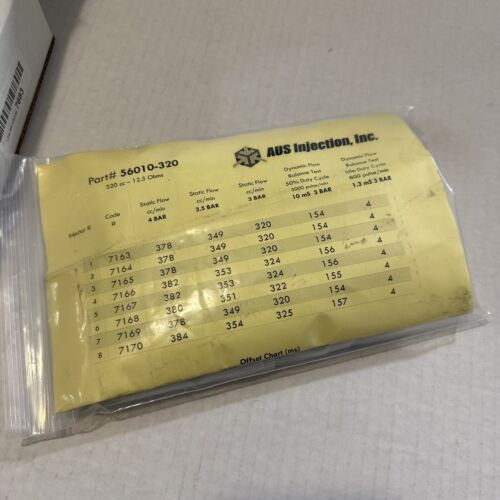 AUS Injection, Inc.
Part# 56010-320
320 cc – 12.5 Ohms
Injector # Code # Static Flow cc/min 4 BAR Static Flow cc/min 3.5 BAR Static Flow cc/min 3 BAR Dynamic Flow Balance Test 50% Duty Cycle 3000 pulse/min 10 mS 3 BAR Dynamic Flow Balance Test Idle Duty Cycle 800 pulse/min 1.3 mS 3 BAR
1 7163 378 349 320 154 4
2 7164 378 349 320 154 4
3 7165 378 349 320 154 4
4 7166 382 353 324 156 4
5 7167 382 353 324 156 4
6 7168 380 351 322 155 4
7 7169 378 349 320 154 4
8 7170 384 354 325 157 4
Offset Chart (ms)
7653